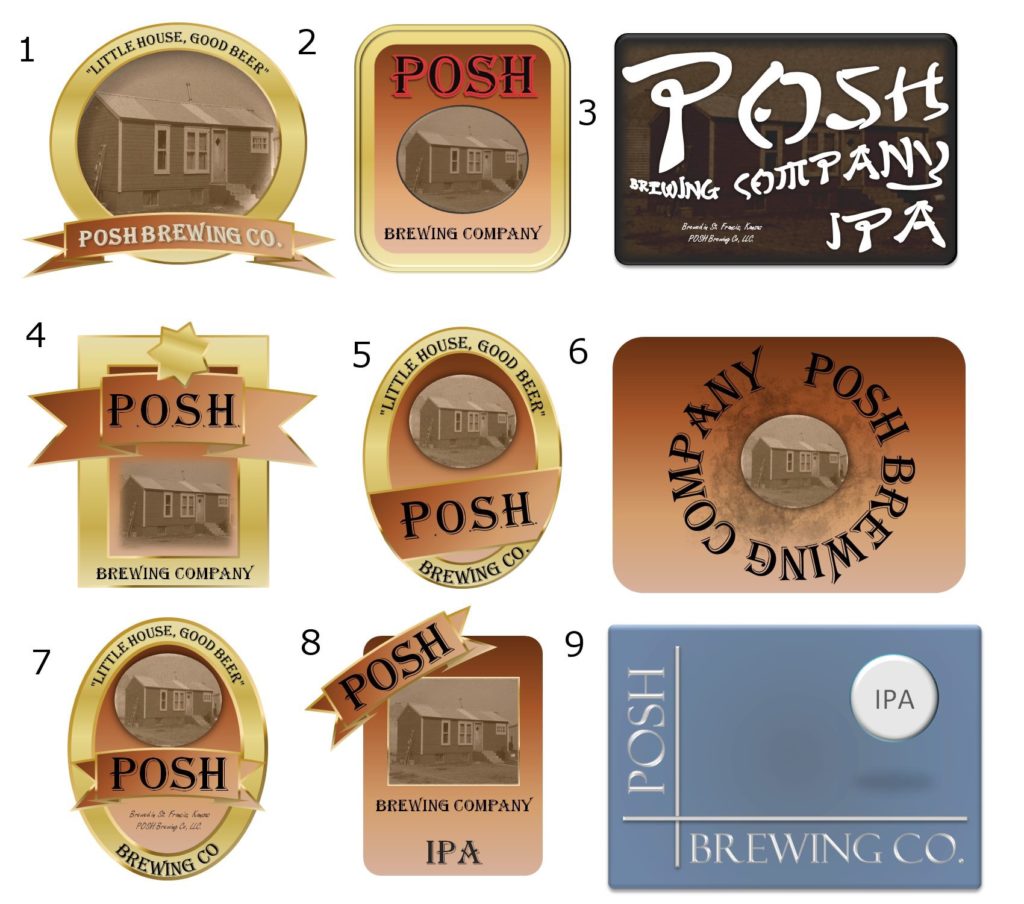 1
"LITTLE HOUSE, GOOD BEER"
POSH BREWING CO.
2
POSH
BREWING COMPANY
3
POSH
BREWING COMPANY
IPA
Brewed in St. Francis, Kansas
POSH Brewing Co, LLC.
4
P.O.S.H.
BREWING COMPANY
5
"LITTLE HOUSE, GOOD BEER"
P.O.S.H.
BREWING CO.
6
POSH BREWING COMPANY
7
"LITTLE HOUSE, GOOD BEER"
POSH
Brewed in St. Francis, Kansas
POSH Brewing Co, LLC.
BREWING CO
8
POSH
BREWING COMPANY
IPA
9
POSH
IPA
BREWING CO.